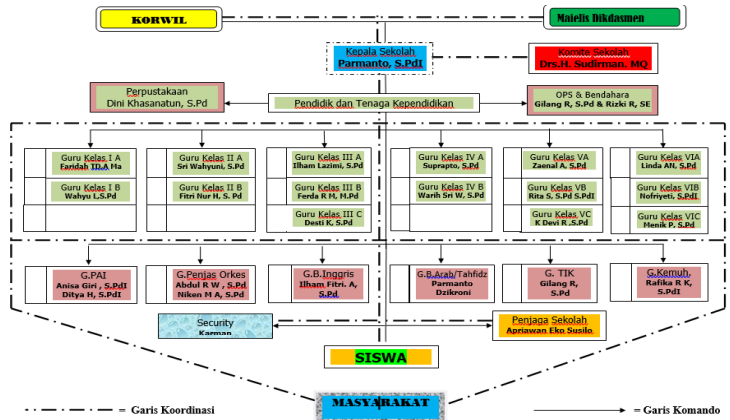 KORWIL
Majelis Dikdasmen
Kepala Sekolah
Parmanto, S.PdI
Komite Sekolah
Drs.H. Sudirman. MQ
Perpustakaan
Dini Khasanatun, S.Pd
Pendidik dan Tenaga Kependidikan
OPS & Bendahara
Gilang R, S.Pd & Rizki R, SE
Guru Kelas I A
Faridah TD.A Ma
Guru Kelas II A
Sri Wahyuni, S.Pd
Guru Kelas III A
Ilham Lazimi, S.Pd
Guru Kelas IV A
Suprapto, S.Pd
Guru Kelas VA
Zaenal A, S.Pd
Guru Kelas VIA
Linda AN, S.Pd
Guru Kelas I B
Wahyu L,S.Pd
Guru Kelas II B
Fitri Nur H, S. Pd
Guru Kelas III B
Ferda R M, M.Pd
Guru Kelas IV B
Warih Sri W, S.Pd
Guru Kelas VB
Rita S, S.Pd S.PdI
Guru Kelas VIB
Nofriyeti, S.PdI
Guru Kelas III C
Desti K, S.Pd
Guru Kelas VC
K Devi R ,S.Pd
Guru Kelas VIC
Menik P, S.Pd
G.PAI
Anisa Giri , S.PdI
Ditya H, S.PdI
G.Penjas Orkes
Abdul R W , S.Pd
Niken M A, S.Pd
G.B.Inggris
Ilham Fitri. A,
S.Pd
G.B.Arab/Tahfidz
Parmanto
Dzikroni
G. TIK
Gilang R,
S.Pd
G.Kemuh,
Rafika R K,
S.PdI
Security
Karman
Penjaga Sekolah
Apriawan Eko Susilo
SISWA
MASYARAKAT
= Garis Koordinasi
= Garis Komando